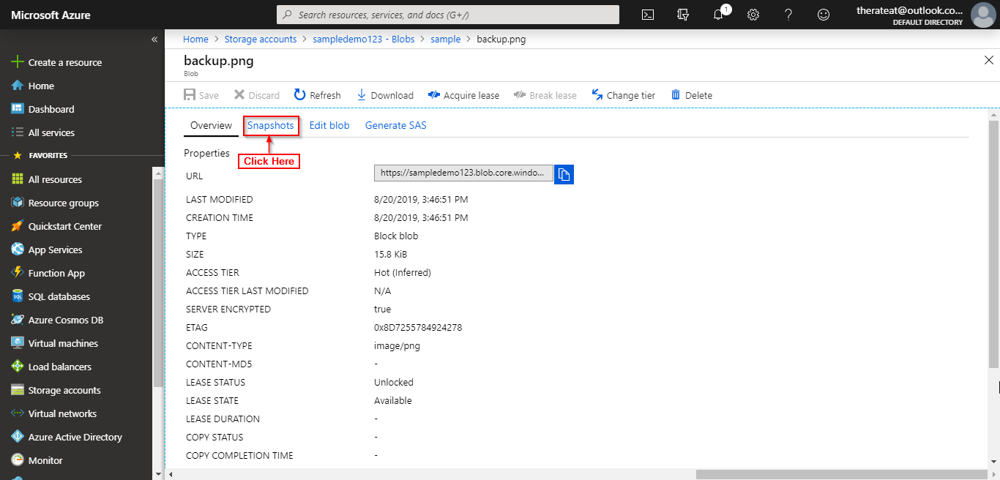 Microsoft Azure
Search resources, services, and docs (G+/)
1
therateat@outlook.co...
DEFAULT DIRECTORY
Home > Storage accounts > sampledemo123 - Blobs > sample > backup.png
backup.png
Blob
Save Discard Refresh Download Acquire lease Break lease Change tier Delete
Overview Snapshots Edit blob Generate SAS
Click Here
Properties
URL https://sampledemo123.blob.core.windo...
LAST MODIFIED 8/20/2019, 3:46:51 PM
CREATION TIME 8/20/2019, 3:46:51 PM
TYPE Block blob
SIZE 15.8 KiB
ACCESS TIER Hot (Inferred)
ACCESS TIER LAST MODIFIED N/A
SERVER ENCRYPTED true
ETAG 0x8D7255784924278
CONTENT-TYPE image/png
CONTENT-MD5 -
LEASE STATUS Unlocked
LEASE STATE Available
LEASE DURATION -
COPY STATUS -
COPY COMPLETION TIME -
Create a resource
Home
Dashboard
All services
FAVORITES
All resources
Resource groups
Quickstart Center
App Services
Function App
SQL databases
Azure Cosmos DB
Virtual machines
Load balancers
Storage accounts
Virtual networks
Azure Active Directory
Monitor